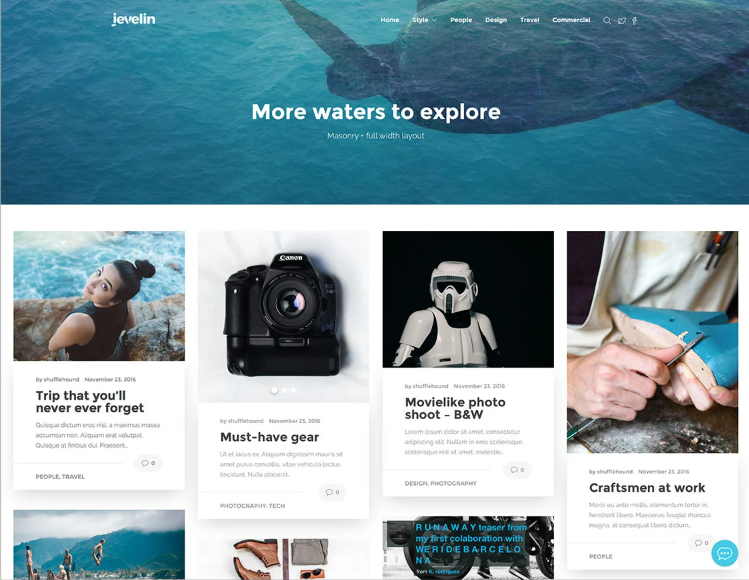 jevelin
Home Style People Design Travel Commercial
More waters to explore
Masonry + full width layout
Canon
by shufflehound November 23, 2016
Trip that you'll
never ever forget
Quisque dictum eros nisl, a maximus massa
accumsan non. Aliquam erat volutpat.
Quisque at finibus dui. Praesent..
0
PEOPLE, TRAVEL
by shufflehound November 23, 2016
Must-have gear
Ut et lacus ex. Aliquam dignissim mauris sit
amet purus convallis, vitae vehicula lectus
tincidunt. Nulla placerat..
0
PHOTOGRAPHY, TECH
by shufflehound November 23, 2016
Movielike photo
shoot – B&W
Lorem ipsum dolor sit amet, consectetur
adipiscing elit. Nullam in eros scelerisque,
scelerisque nisl sit amet, molestie..
0
DESIGN, PHOTOGRAPHY
by shufflehound November 23, 2016
Craftsmen at work
Morbi eu ante mollis, elementum tortor in,
hendrerit libero. Maecenas feugiat rhoncus
magna, at consequat libero dictum..
0
PEOPLE
R U N A W A Y teaser from
my first colaboration with
W E R I D E B A R C E L O
N A
from K. rodriguez